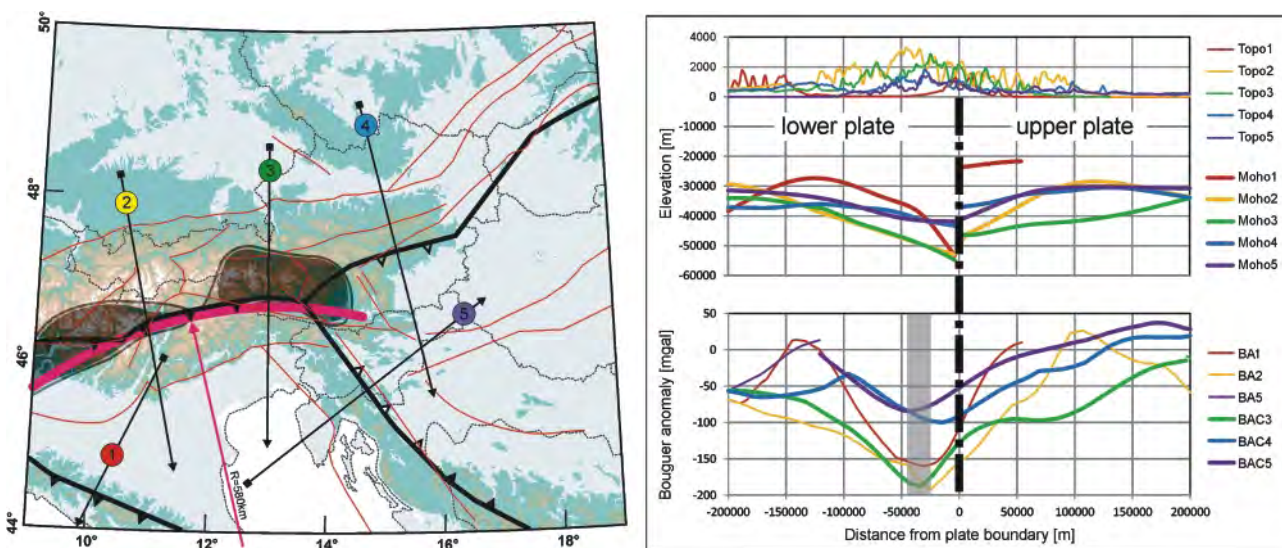 50°
48°
46°
44°
10°
12°
14°
16°
18°
1
2
3
4
5
R=580km
4000
2000
0
-10000
-20000
-30000
-40000
-50000
-60000
Elevation [m]
lower plate
upper plate
Topo1
Topo2
Topo3
Topo4
Topo5
Moho1
Moho2
Moho3
Moho4
Moho5
50
0
-50
-100
-150
-200
Bouguer anomaly [mgal]
BA1
BA2
BA5
BAC3
BAC4
BAC5
-200000 -150000 -100000 -50000 0 50000 100000 150000 200000
Distance from plate boundary [m]